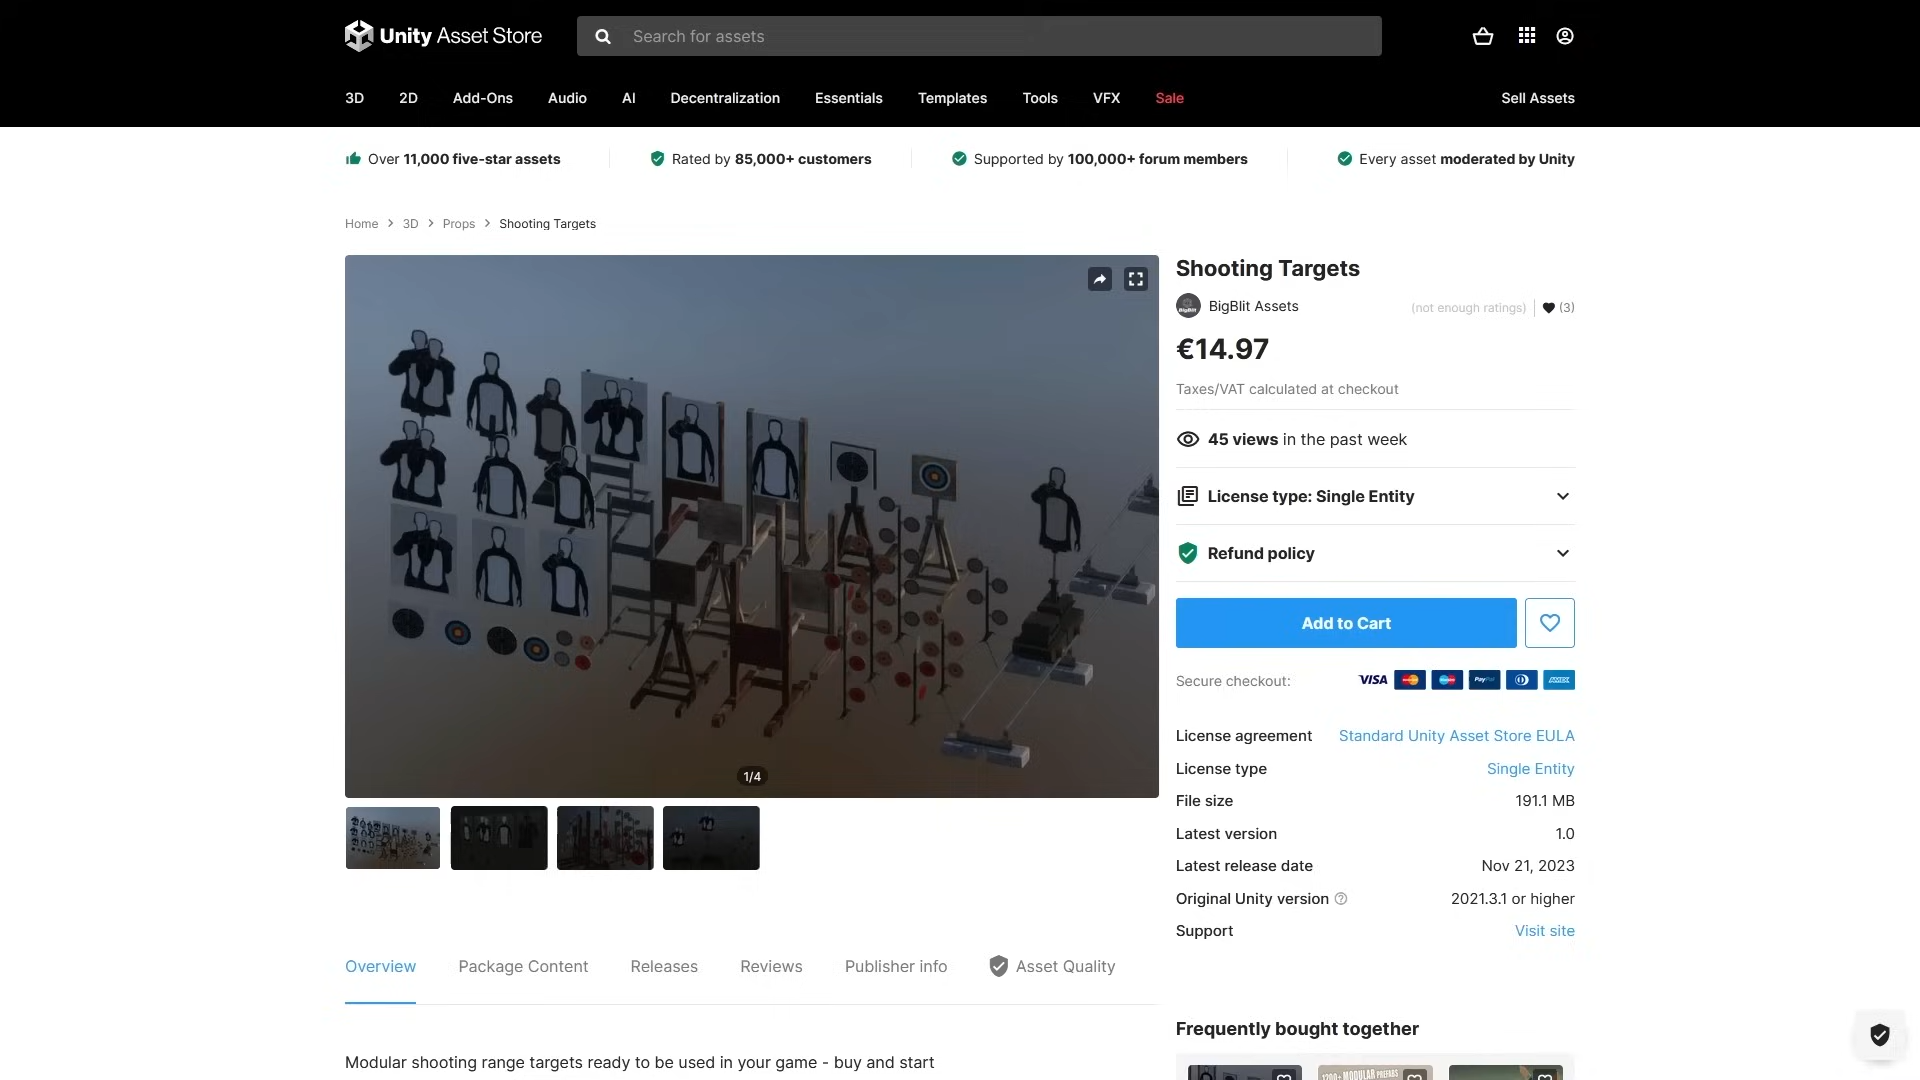 Unity Asset Store
Search for assets
3D
2D
Add-Ons
Audio
AI
Decentralization
Essentials
Templates
Tools
VFX
Sale
Sell Assets
Over 11,000 five-star assets
Rated by 85,000+ customers
Supported by 100,000+ forum members
Every asset moderated by Unity
Home > 3D > Props > Shooting Targets
Shooting Targets
BigBlit Assets
(not enough ratings)
(3)
€14.97
Taxes/VAT calculated at checkout
45 views in the past week
License type: Single Entity
Refund policy
Add to Cart
Secure checkout:
VISA
PayPal
AMEX
License agreement
Standard Unity Asset Store EULA
License type
Single Entity
File size
191.1 MB
Latest version
1.0
Latest release date
Nov 21, 2023
Original Unity version
2021.3.1 or higher
Support
Visit site
1/4
Overview
Package Content
Releases
Reviews
Publisher info
Asset Quality
Modular shooting range targets ready to be used in your game - buy and start
Frequently bought together
1200+ MODULAR PREFABS